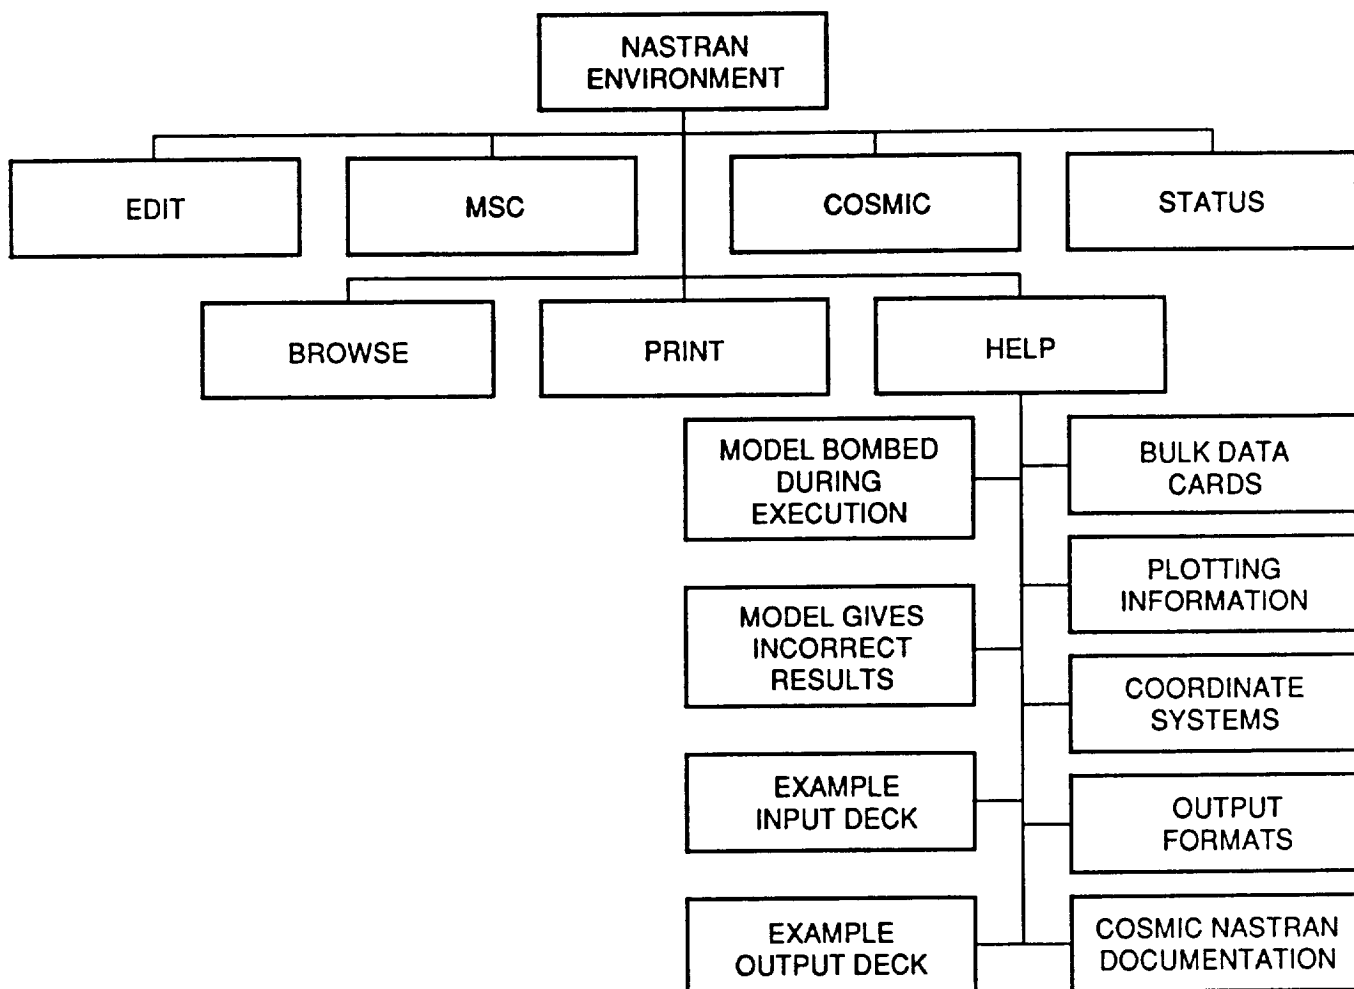 NASTRAN
ENVIRONMENT
EDIT
MSC
COSMIC
STATUS
BROWSE
PRINT
HELP
MODEL BOMBED
DURING
EXECUTION
BULK DATA
CARDS
PLOTTING
INFORMATION
MODEL GIVES
INCORRECT
RESULTS
COORDINATE
SYSTEMS
EXAMPLE
INPUT DECK
OUTPUT
FORMATS
EXAMPLE
OUTPUT DECK
COSMIC NASTRAN
DOCUMENTATION